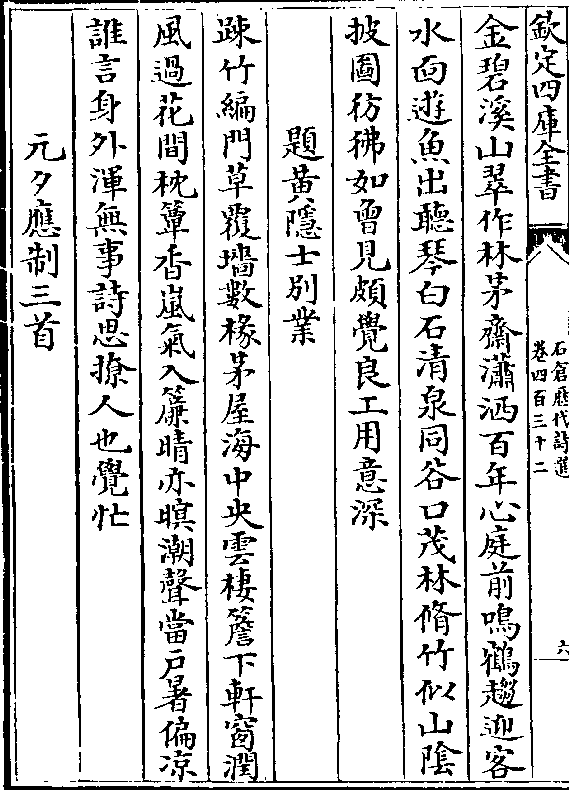 欽定四庫全書
石倉歷代詩選
卷四百三十二
六
金碧溪山翠作林茅齋瀟洒百年心庭前鳴鶴趨迎客
水面遊魚出聽琴白石清泉同谷口茂林脩竹似山陰
披圖彷彿如曾見頗覺良工用意深
題黃隱士別業
踈竹編門草覆墻數椽茅屋海中央雲棲簷下軒窗潤
風過花間枕簟香嵐氣入簾晴亦暝潮聲當戶暑偏凉
誰言身外渾無事詩思撩人也覺忙
元夕應制三首